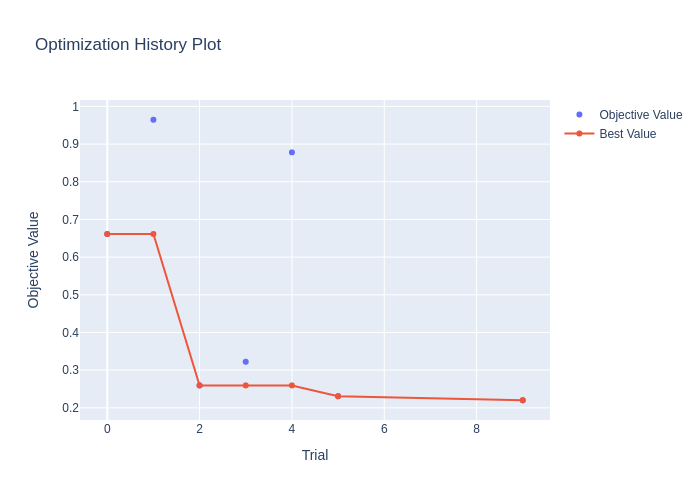 Optimization History Plot
Objective Value
Best Value
1
0.9
0.8
0.7
0.6
0.5
0.4
0.3
0.2
Objective Value
0
2
4
6
8
Trial